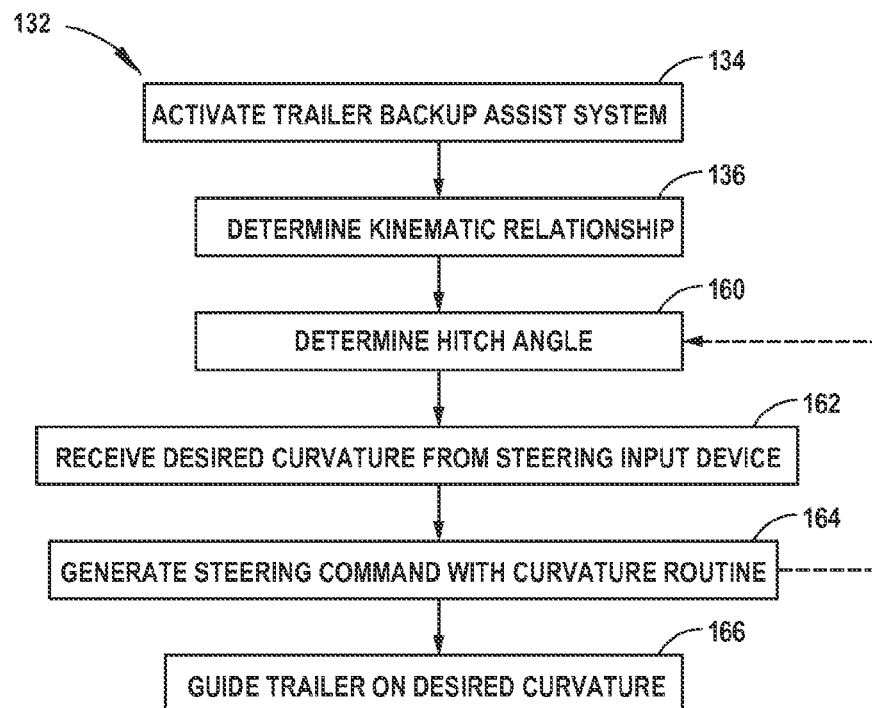 132
134
ACTIVATE TRAILER BACKUP ASSIST SYSTEM
136
DETERMINE KINEMATIC RELATIONSHIP
160
DETERMINE HITCH ANGLE
162
RECEIVE DESIRED CURVATURE FROM STEERING INPUT DEVICE
164
GENERATE STEERING COMMAND WITH CURVATURE ROUTINE
166
GUIDE TRAILER ON DESIRED CURVATURE